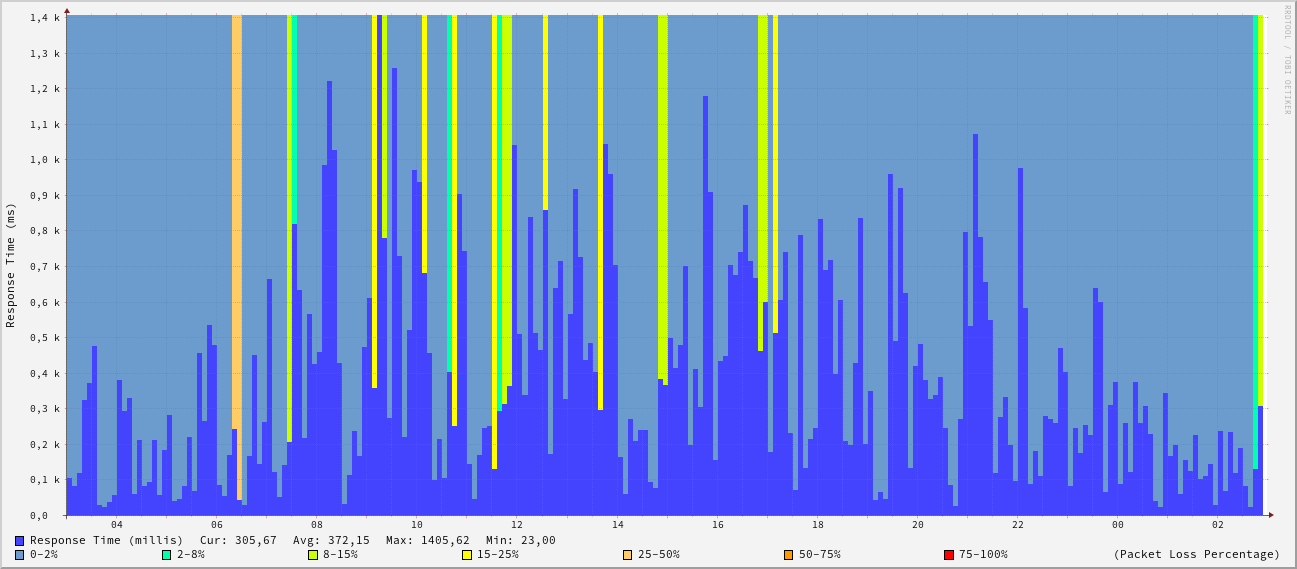 RRDTOOL / TOBI OETIKER
Response Time (ms)
1,4 k
1,3 k
1,2 k
1,1 k
1,0 k
0,9 k
0,8 k
0,7 k
0,6 k
0,5 k
0,4 k
0,3 k
0,2 k
0,1 k
0,0
04 06 08 10 12 14 16 18 20 22 00 02
Response Time (millis) Cur: 305,67 Avg: 372,15 Max: 1405,62 Min: 23,00
0-2% 2-8% 8-15% 15-25% 25-50% 50-75% 75-100% (Packet Loss Percentage)